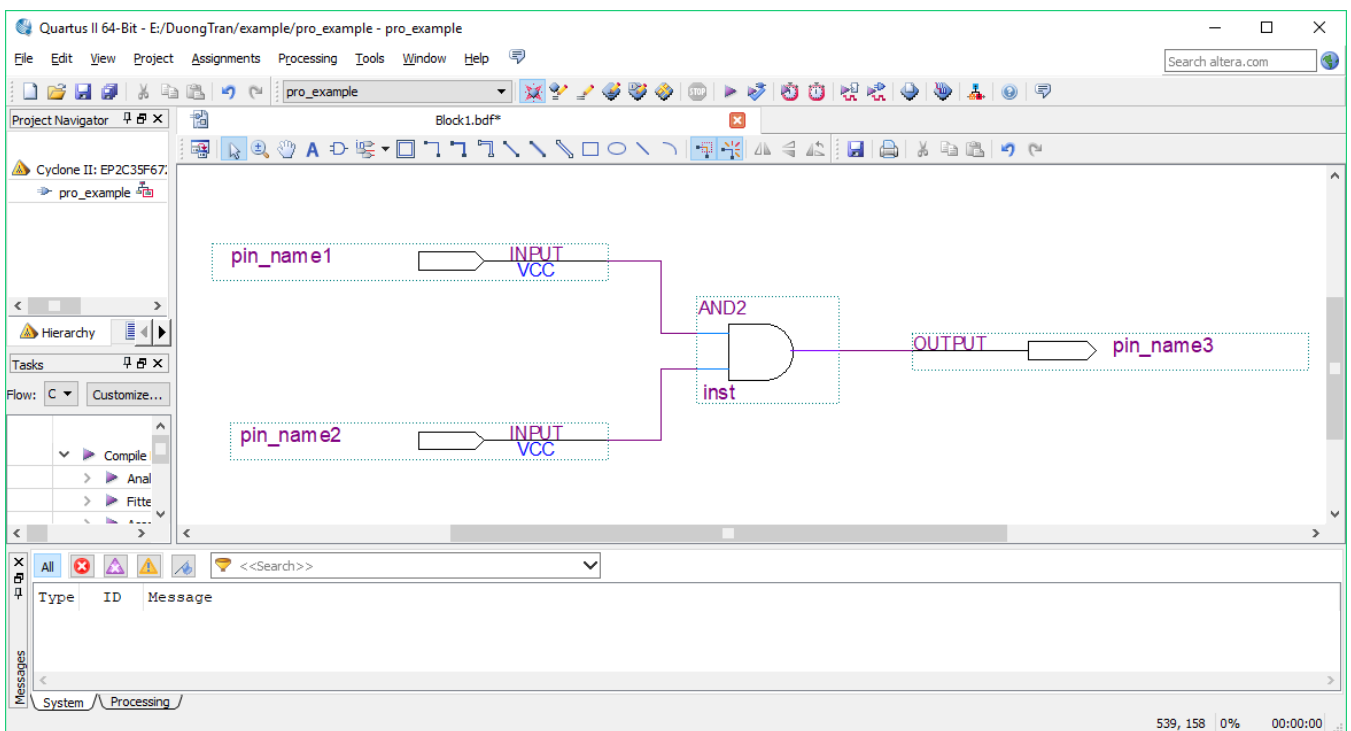 Quartus II 64-Bit - E:/DuongTran/example/pro_example - pro_example
File Edit View Project Assignments Processing Tools Window Help
Search altera.com
pro_example
STOP
Project Navigator
Block1.bdf*
A
Cyclone II: EP2C35F67
pro_example
pin_name1
INPUT
VCC
AND2
OUTPUT
pin_name3
inst
pin_name2
INPUT
VCC
Hierarchy
Tasks
Flow: C Customize...
Compile
Anal
Fitte
All
<<Search>>
Type ID Message
Messages
System Processing
539, 158 0% 00:00:00